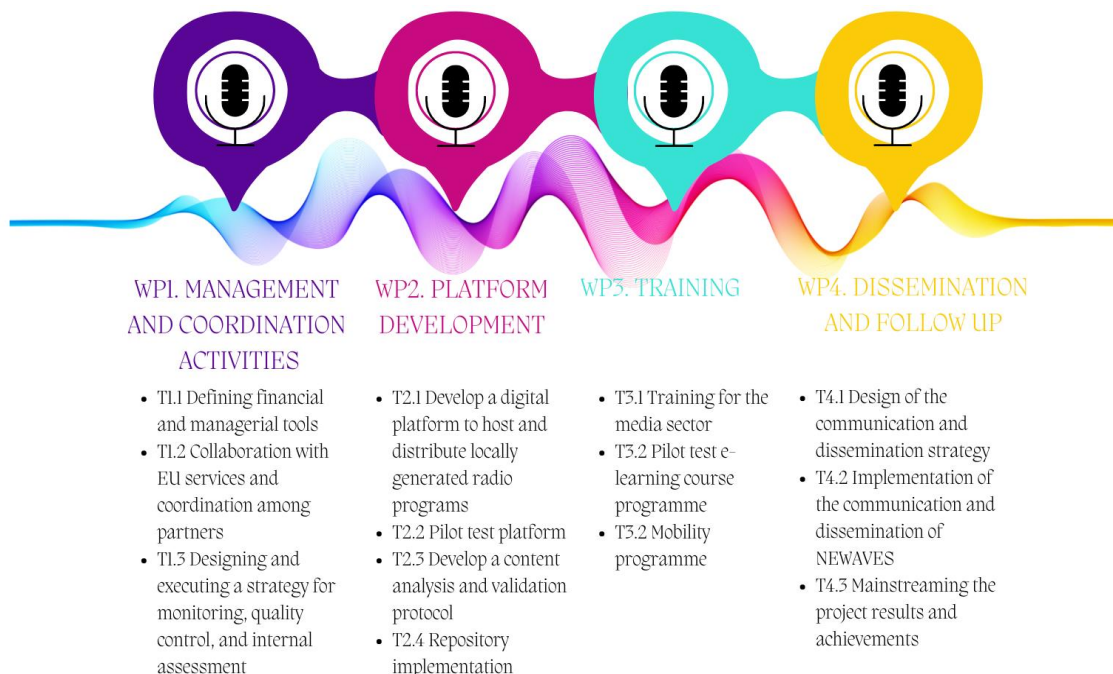 WP1. MANAGEMENT
AND COORDINATION
ACTIVITIES
• T1.1 Defining financial
and managerial tools
• T1.2 Collaboration with
EU services and
coordination among
partners
• T1.3 Designing and
executing a strategy for
monitoring, quality
control, and internal
assessment
WP2. PLATFORM
DEVELOPMENT
• T2.1 Develop a digital
platform to host and
distribute locally
generated radio
programs
• T2.2 Pilot test platform
• T2.3 Develop a content
analysis and validation
protocol
• T2.4 Repository
implementation
WP3. TRAINING
• T3.1 Training for the
media sector
• T3.2 Pilot test e-
learning course
programme
• T3.2 Mobility
programme
WP4. DISSEMINATION
AND FOLLOW UP
• T4.1 Design of the
communication and
dissemination strategy
• T4.2 Implementation of
the communication and
dissemination of
NEWAVES
• T4.3 Mainstreaming the
project results and
achievements